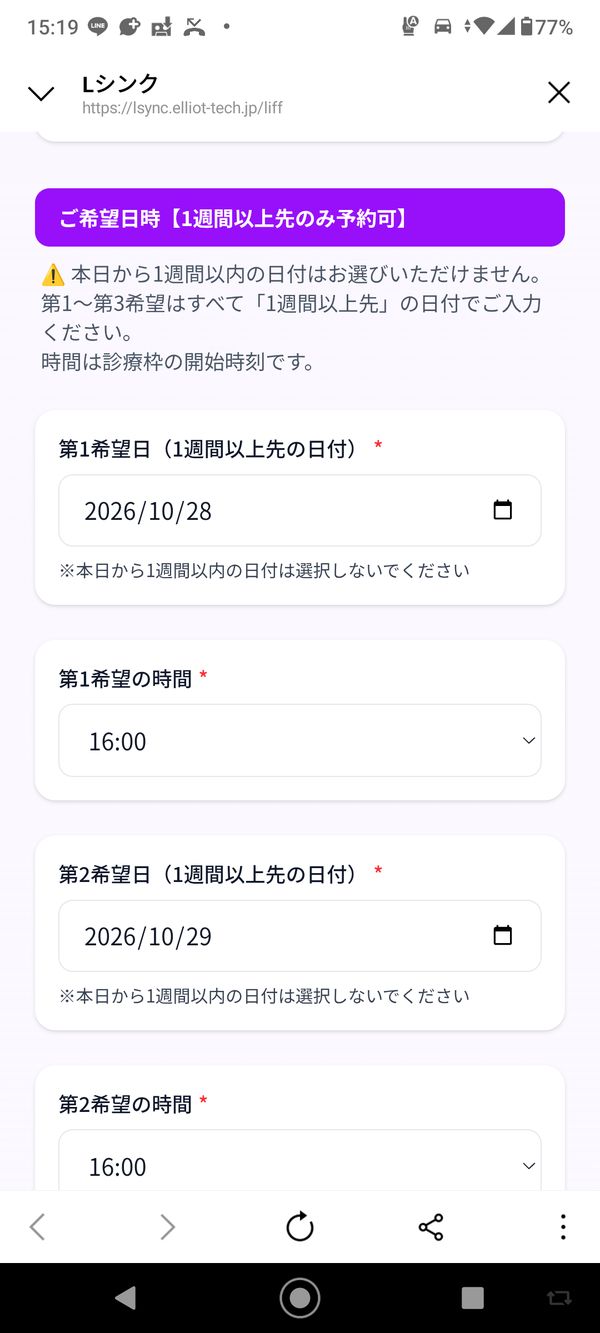 15:19
LINE
77%
Lシンク
https://lsync.elliot-tech.jp/liff
ご希望日時【1週間以上先のみ予約可】
⚠️ 本日から1週間以内の日付はお選びいただけません。
第1〜第3希望はすべて「1週間以上先」の日付でご入力
ください。
時間は診療枠の開始時刻です。
第1希望日（1週間以上先の日付） *
2026/10/28
※本日から1週間以内の日付は選択しないでください
第1希望の時間 *
16:00
第2希望日（1週間以上先の日付） *
2026/10/29
※本日から1週間以内の日付は選択しないでください
第2希望の時間 *
16:00